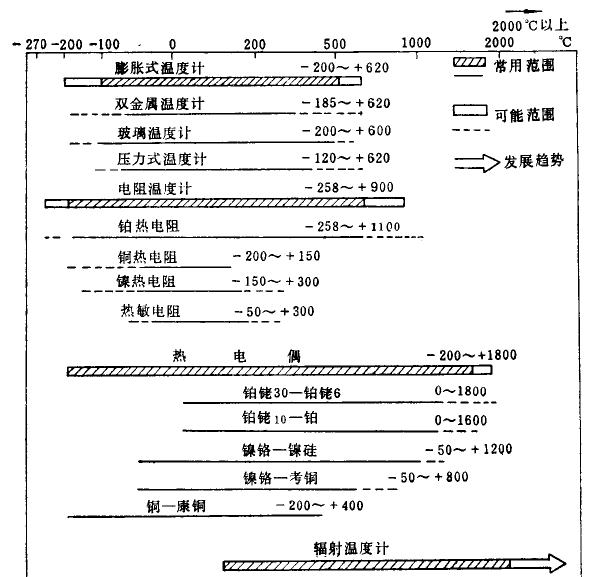 2000℃以上
-270 -200 -100 0 200 500 1000 2000 ℃
膨胀式温度计 -200～+620
常用范围
双金属温度计 -185～+620
可能范围
玻璃温度计 -200～+600
压力式温度计 -120～+620
发展趋势
电阻温度计 -258～+900
铂热电阻 -258～+1100
铜热电阻 -200～+150
镍热电阻 -150～+300
热敏电阻 -50～+300
热电偶 -200～+1800
铂铑30—铂铑6 0～1800
铂铑10—铂 0～1600
镍铬—镍硅 -50～+1200
镍铬—考铜 -50～+800
铜—康铜 -200～+400
辐射温度计